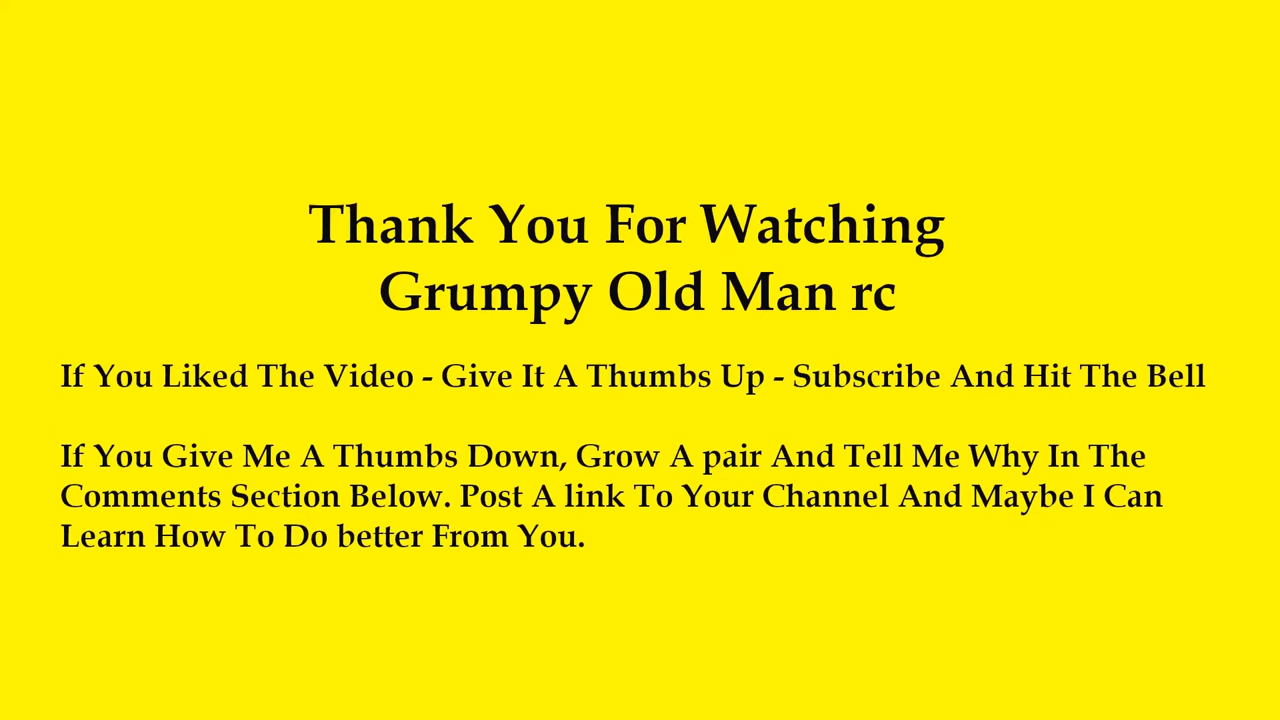 Thank You For Watching
Grumpy Old Man rc
If You Liked The Video - Give It A Thumbs Up - Subscribe And Hit The Bell
If You Give Me A Thumbs Down, Grow A pair And Tell Me Why In The
Comments Section Below. Post A link To Your Channel And Maybe I Can
Learn How To Do better From You.